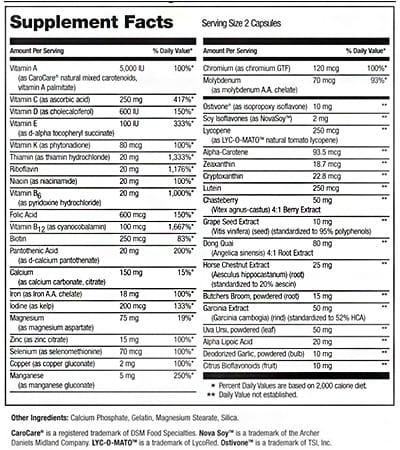 Supplement Facts
Serving Size 2 Capsules
Amount Per Serving % Daily Value*
Vitamin A 5,000 IU 100%*
(as CaroCare® natural mixed carotenoids,
vitamin A palmitate)
Vitamin C (as ascorbic acid) 250 mg 417%*
Vitamin D (as cholecalciferol) 600 IU 150%*
Vitamin E 100 IU 333%*
(as d-alpha tocopheryl succinate)
Vitamin K (as phytonadione) 80 mcg 100%*
Thiamin (as thiamin hydrochloride) 20 mg 1,333%*
Riboflavin 20 mg 1,176%*
Niacin (as niacinamide) 20 mg 100%*
Vitamin B6 20 mg 1,000%*
(as pyridoxine hydrochloride)
Folic Acid 600 mcg 150%*
Vitamin B12 (as cyanocobalamin) 100 mcg 1,667%*
Biotin 250 mcg 83%*
Pantothenic Acid 20 mg 200%*
(as d-calcium pantothenate)
Calcium 150 mg 15%*
(as calcium carbonate, citrate)
Iron (as Iron A.A. chelate) 18 mg 100%*
Iodine (as kelp) 200 mcg 133%*
Magnesium 75 mg 19%*
(as magnesium aspartate)
Zinc (as zinc citrate) 15 mg 100%*
Selenium (as selenomethionine) 70 mcg 100%*
Copper (as copper gluconate) 2 mg 100%*
Manganese 5 mg 250%*
(as manganese gluconate)
Amount Per Serving % Daily Value*
Chromium (as chromium GTF) 120 mcg 100%*
Molybdenum 70 mcg 93%*
(as molybdenum A.A. chelate)
Ostivone® (as isopropoxy isoflavone) 10 mg **
Soy Isoflavones (as NovaSoy™) 2 mg **
Lycopene 250 mcg **
(as LYC-O-MATO™ natural tomato lycopene)
Alpha-Carotene 93.5 mcg **
Zeaxanthin 18.7 mcg **
Cryptoxanthin 22.8 mcg **
Lutein 250 mcg **
Chasteberry 50 mg **
(Vitex agnus-castus) 4:1 Berry Extract
Grape Seed Extract 10 mg **
(Vitis vinifera) (seed) (standardized to 95% polyphenols)
Dong Quai 80 mg **
(Angelica sinensis) 4:1 Root Extract
Horse Chestnut Extract 25 mg **
(Aesculus hippocastanum) (root)
(standardized to 20% aescin)
Butchers Broom, powdered (root) 15 mg **
Garcinia Extract 50 mg **
(Garcinia cambogia) (rind) (standardized to 52% HCA)
Uva Ursi, powdered (leaf) 50 mg **
Alpha Lipoic Acid 20 mg **
Deodorized Garlic, powdered (bulb) 10 mg **
Citrus Bioflavonoids (fruit) 10 mg **
* Percent Daily Values are based on 2,000 calorie diet.
** Daily Value not established.
Other Ingredients: Calcium Phosphate, Gelatin, Magnesium Stearate, Silica.
CaroCare® is a registered trademark of DSM Food Specialties. Nova Soy™ is a trademark of the Archer
Daniels Midland Company. LYC-O-MATO™ is a trademark of LycoRed. Ostivone™ is a trademark of TSI, Inc.